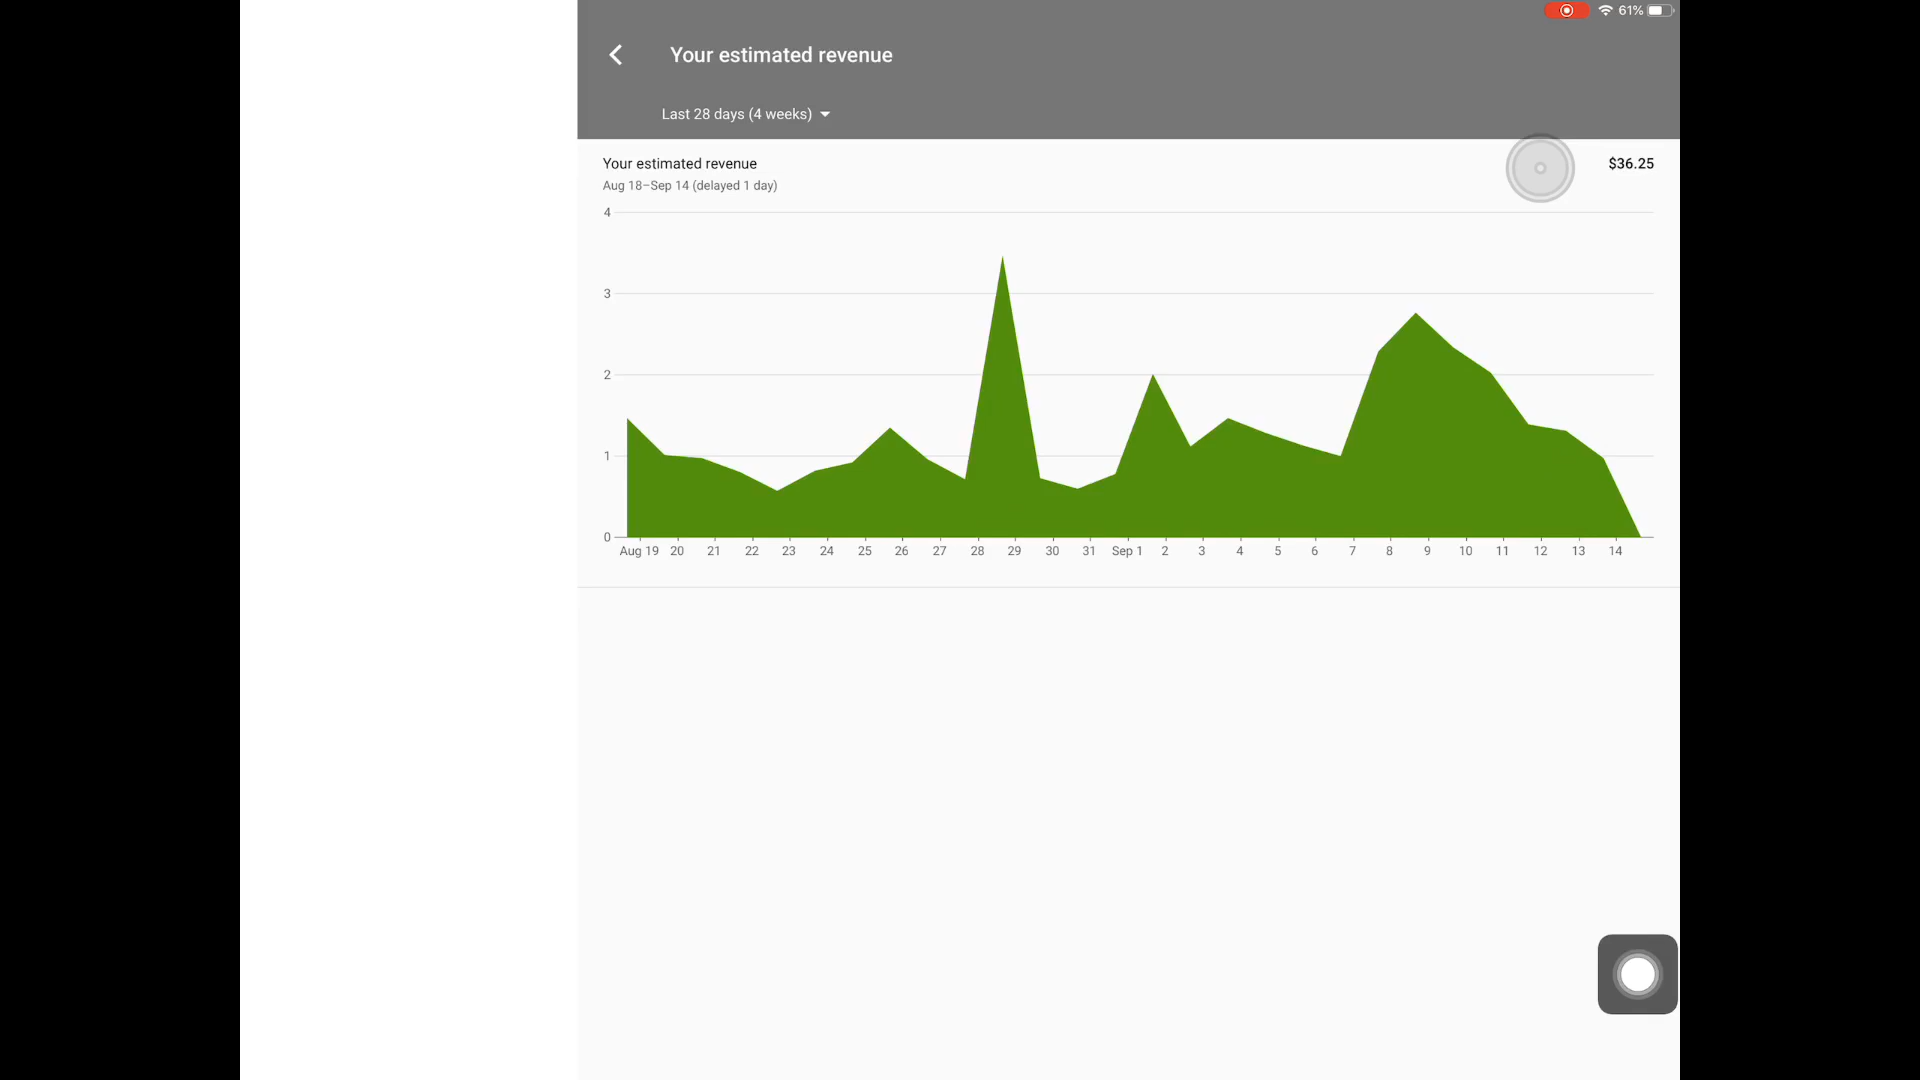 61%
Your estimated revenue
Last 28 days (4 weeks)
Your estimated revenue
$36.25
Aug 18–Sep 14 (delayed 1 day)
4
3
2
1
0
Aug 19 20 21 22 23 24 25 26 27 28 29 30 31 Sep 1 2 3 4 5 6 7 8 9 10 11 12 13 14